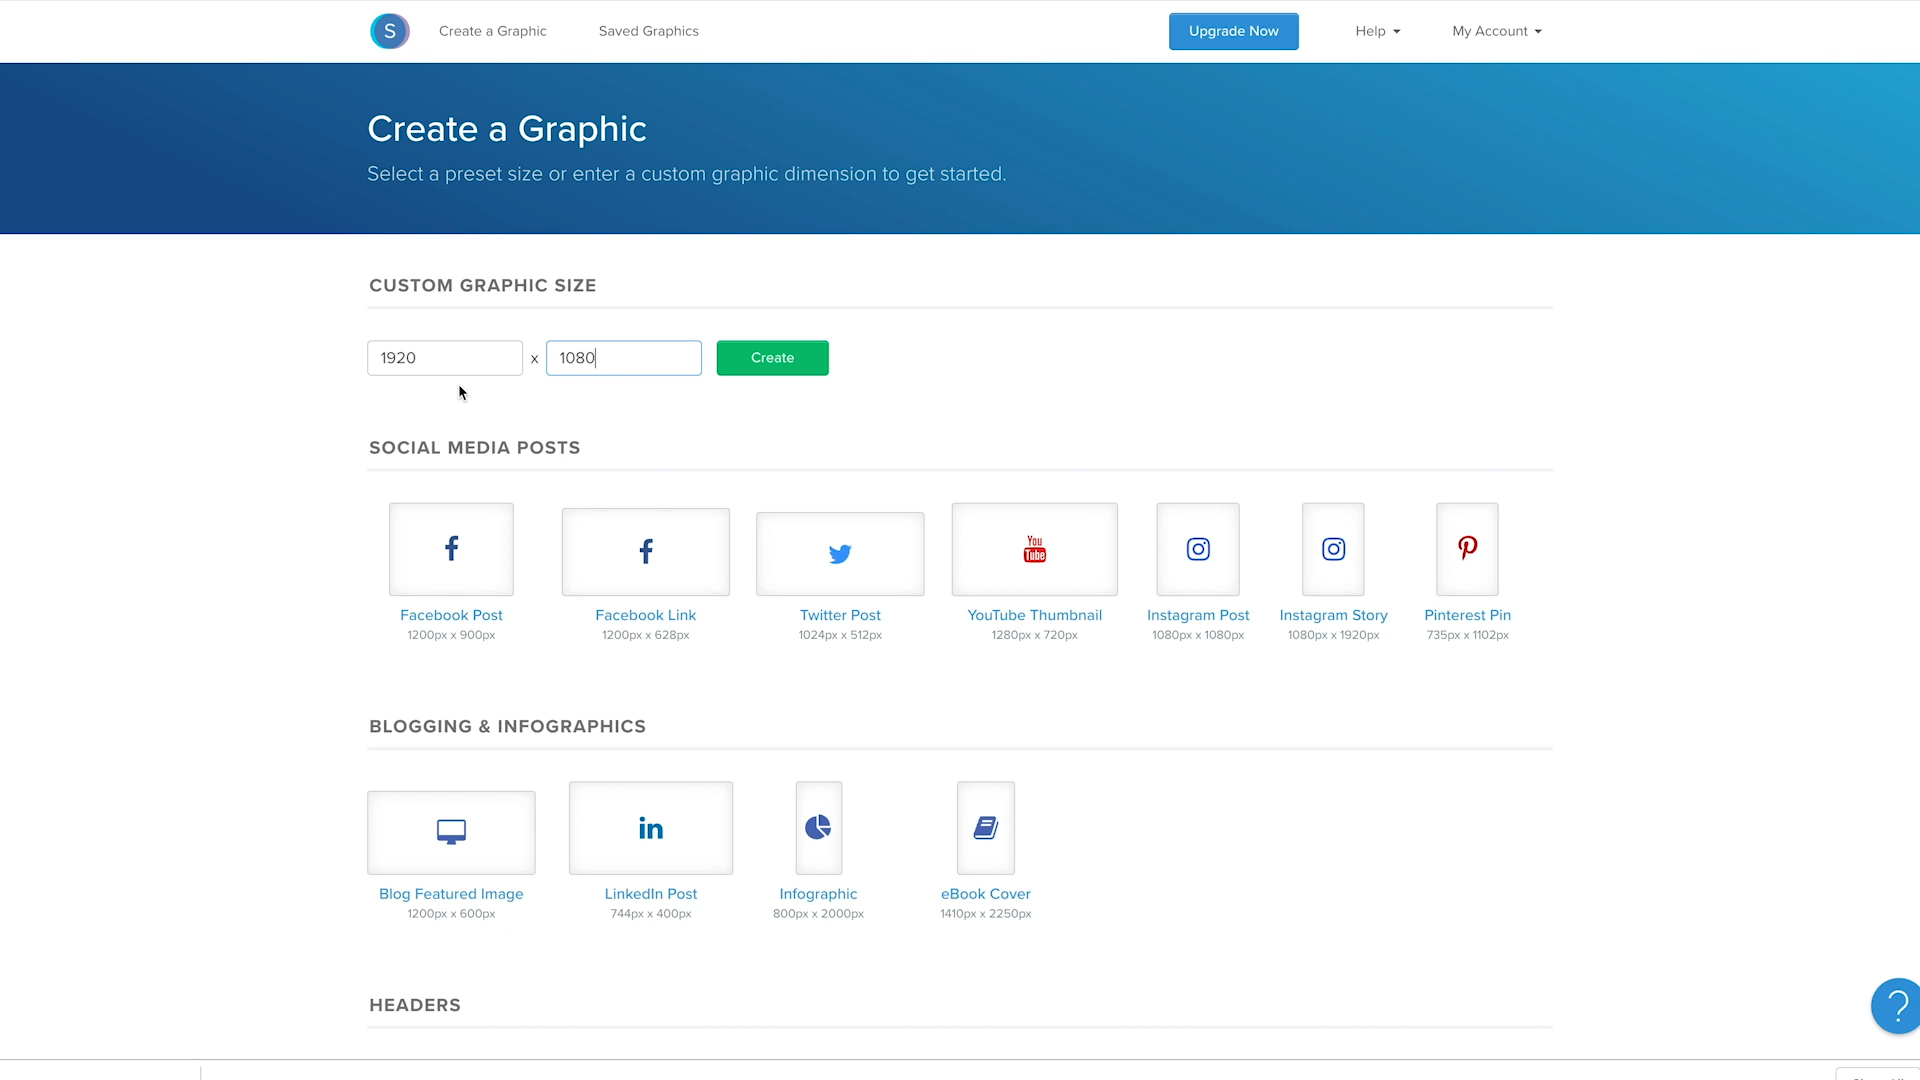 S
Create a Graphic
Saved Graphics
Upgrade Now
Help
My Account
Create a Graphic
Select a preset size or enter a custom graphic dimension to get started.
CUSTOM GRAPHIC SIZE
1920 x 1080 Create
SOCIAL MEDIA POSTS
You
Tube
Facebook Post
1200px x 900px
Facebook Link
1200px x 628px
Twitter Post
1024px x 512px
YouTube Thumbnail
1280px x 720px
Instagram Post
1080px x 1080px
Instagram Story
1080px x 1920px
Pinterest Pin
735px x 1102px
BLOGGING & INFOGRAPHICS
in
Blog Featured Image
1200px x 600px
LinkedIn Post
744px x 400px
Infographic
800px x 2000px
eBook Cover
1410px x 2250px
HEADERS
?